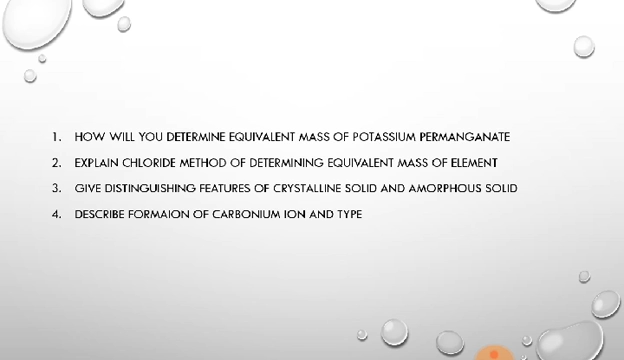 1. HOW WILL YOU DETERMINE EQUIVALENT MASS OF POTASSIUM PERMANGANATE
2. EXPLAIN CHLORIDE METHOD OF DETERMINING EQUIVALENT MASS OF ELEMENT
3. GIVE DISTINGUISHING FEATURES OF CRYSTALLINE SOLID AND AMORPHOUS SOLID
4. DESCRIBE FORMAION OF CARBONIUM ION AND TYPE